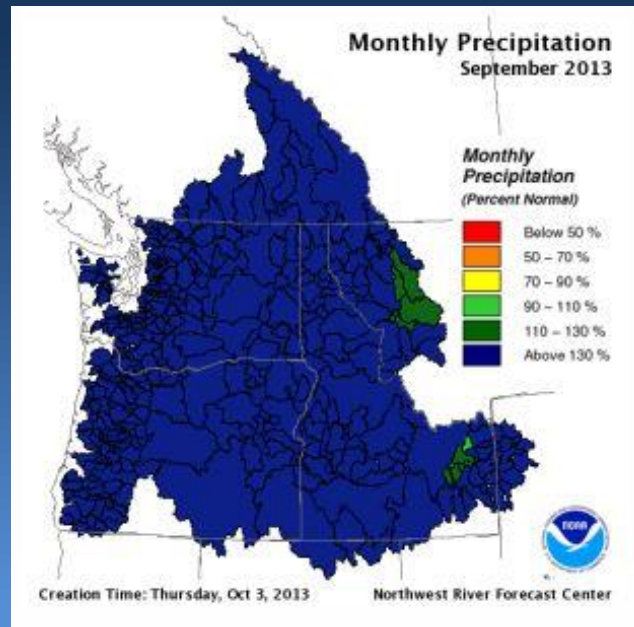 Monthly Precipitation
September 2013
Monthly
Precipitation
(Percent Normal)
Below 50 %
50 - 70 %
70 - 90 %
90 - 110 %
110 - 130 %
Above 130 %
NOAA
Creation Time: Thursday, Oct 3, 2013
Northwest River Forecast Center